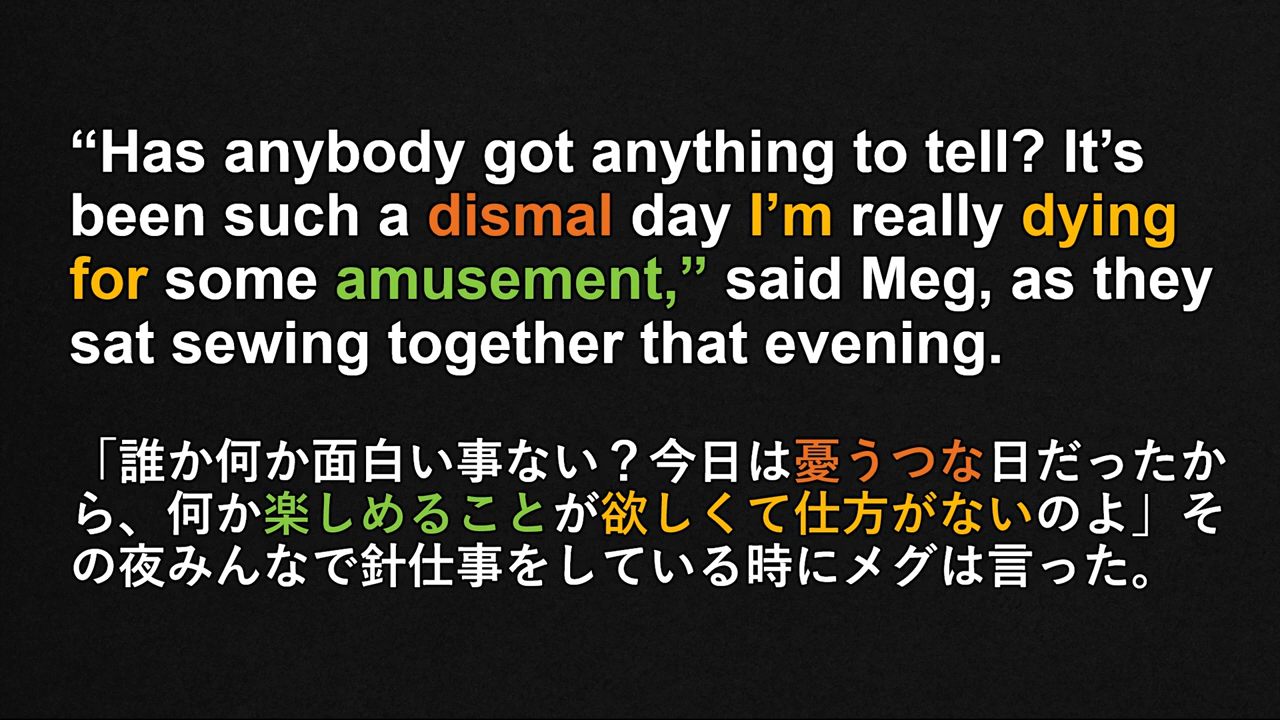 “Has anybody got anything to tell? It’s
been such a dismal day I’m really dying
for some amusement,” said Meg, as they
sat sewing together that evening.
「誰か何か面白い事ない？今日は憂うつな日だったか
ら、何か楽しめることが欲しくて仕方がないのよ」そ
の夜みんなで針仕事をしている時にメグは言った。